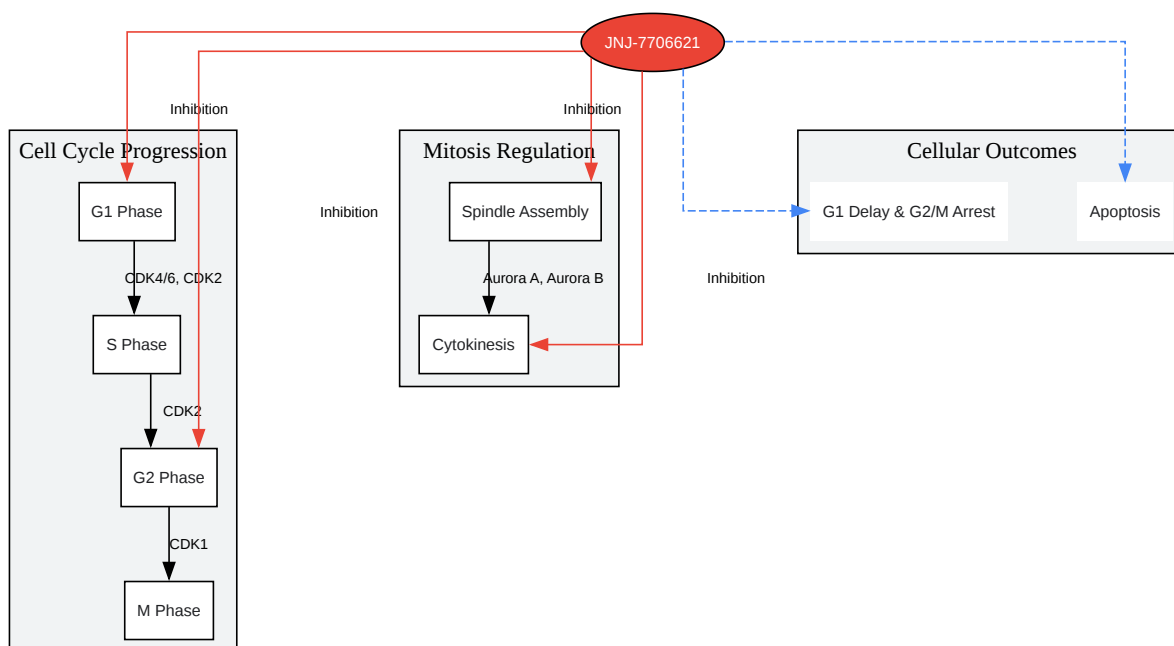 JNJ-7706621
Inhibition
Inhibition
Cell Cycle Progression
Mitosis Regulation
Cellular Outcomes
G1 Phase
Inhibition
Spindle Assembly
G1 Delay & G2/M Arrest
Apoptosis
CDK4/6, CDK2
Aurora A, Aurora B
Inhibition
S Phase
Cytokinesis
CDK2
G2 Phase
CDK1
M Phase